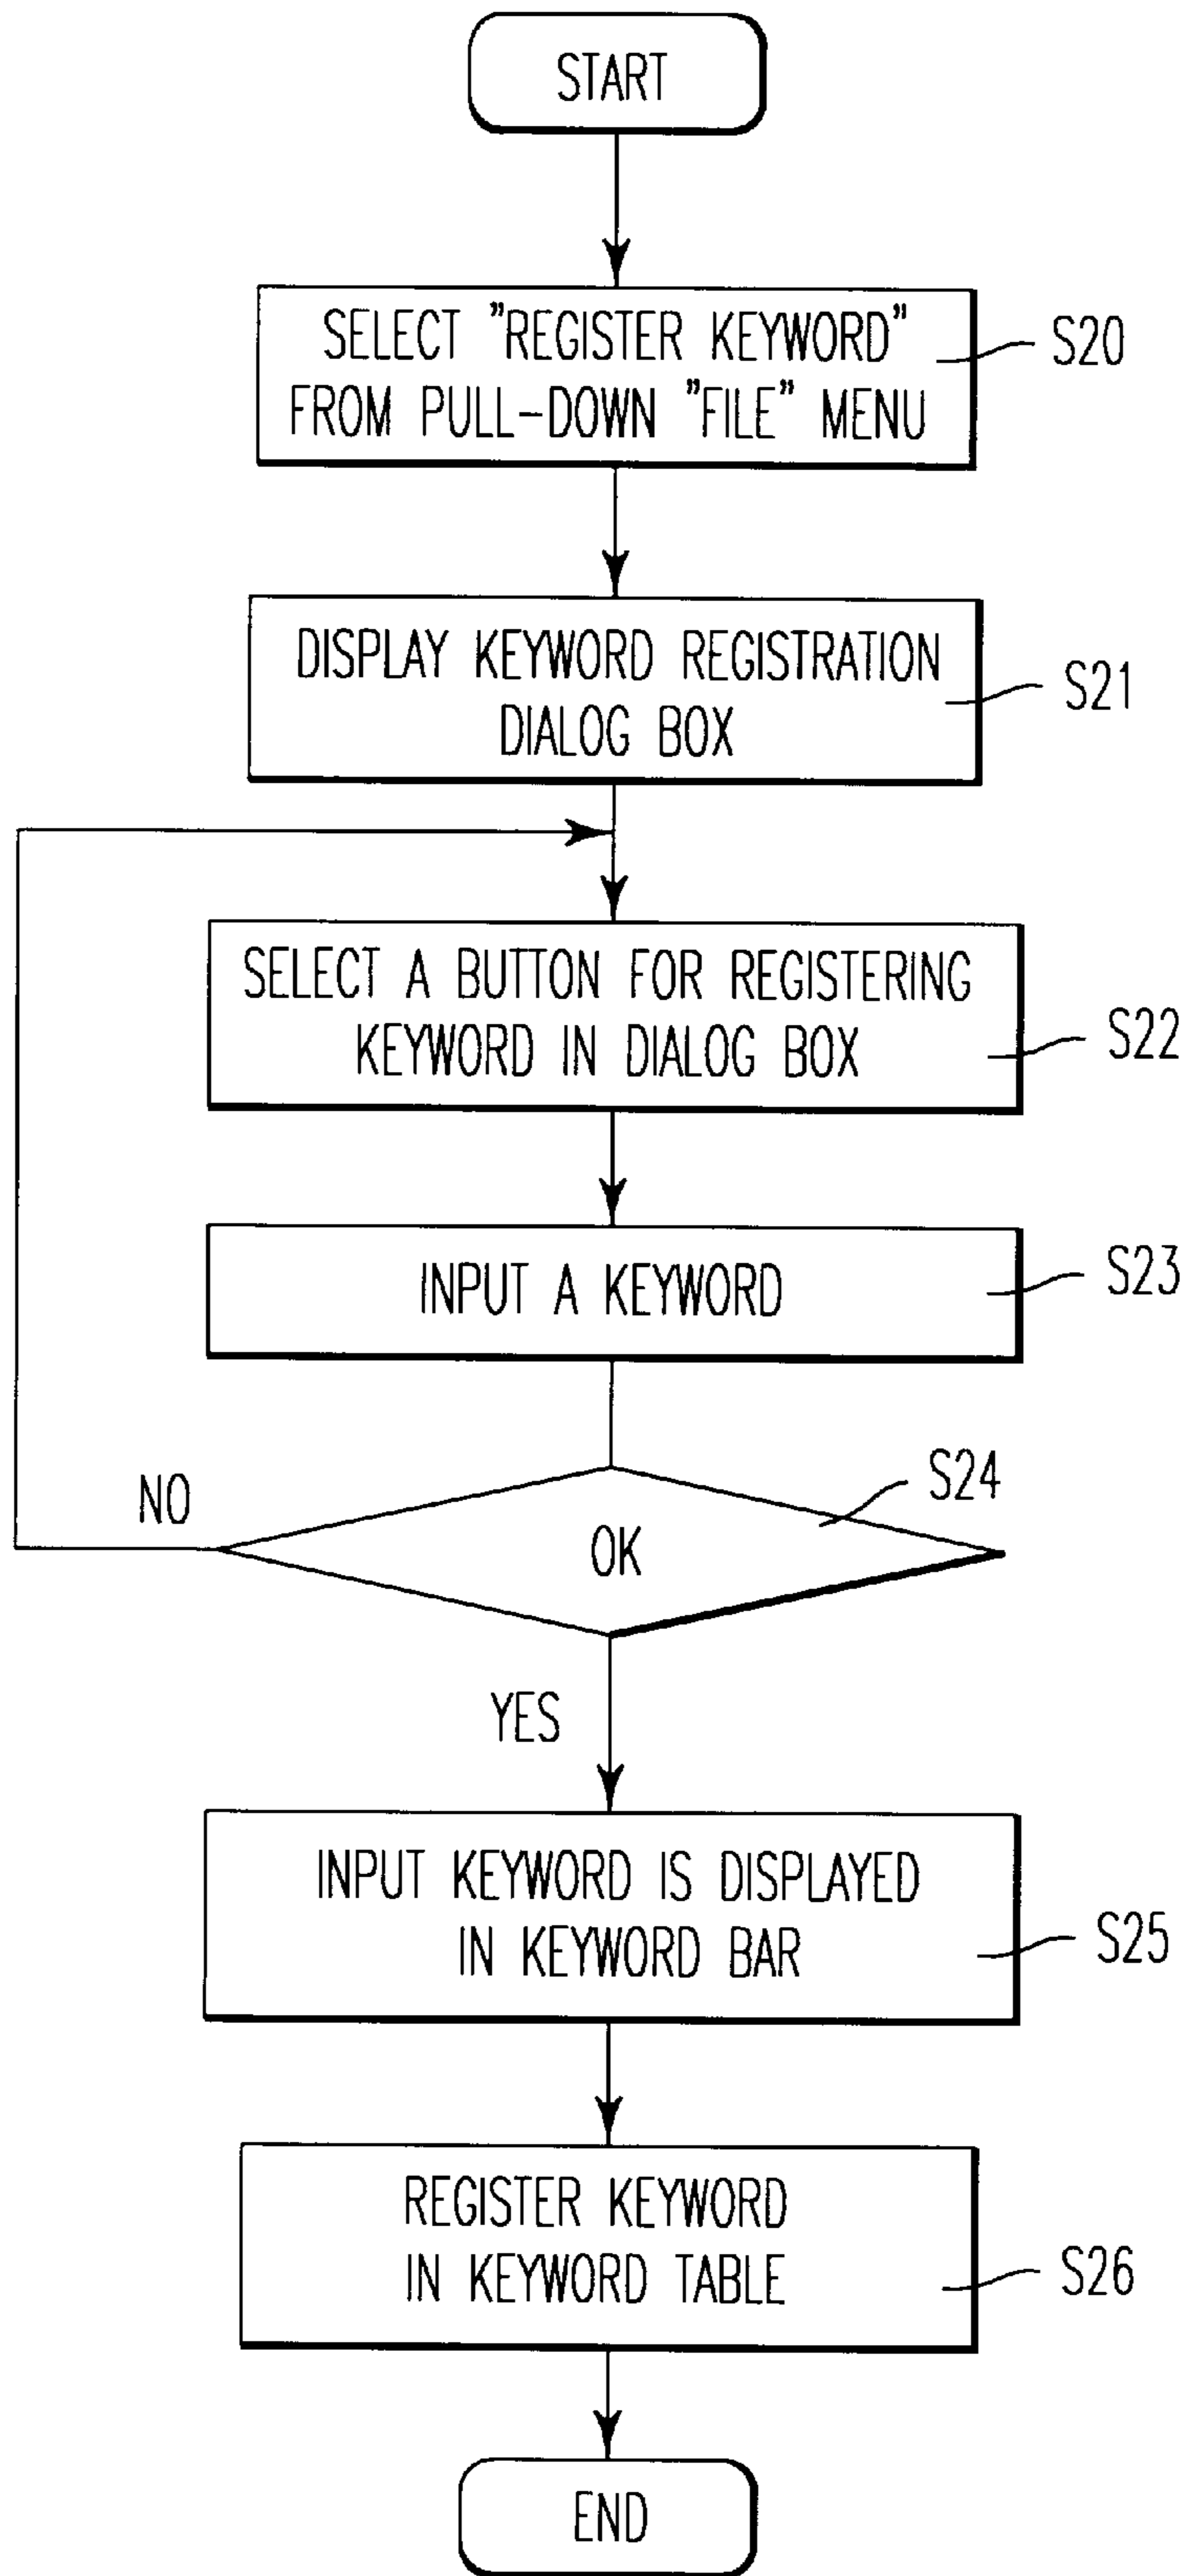 START
SELECT "REGISTER KEYWORD"
FROM PULL-DOWN "FILE" MENU
S20
DISPLAY KEYWORD REGISTRATION
DIALOG BOX
S21
SELECT A BUTTON FOR REGISTERING
KEYWORD IN DIALOG BOX
S22
INPUT A KEYWORD
S23
S24
NO
OK
YES
INPUT KEYWORD IS DISPLAYED
IN KEYWORD BAR
S25
REGISTER KEYWORD
IN KEYWORD TABLE
S26
END